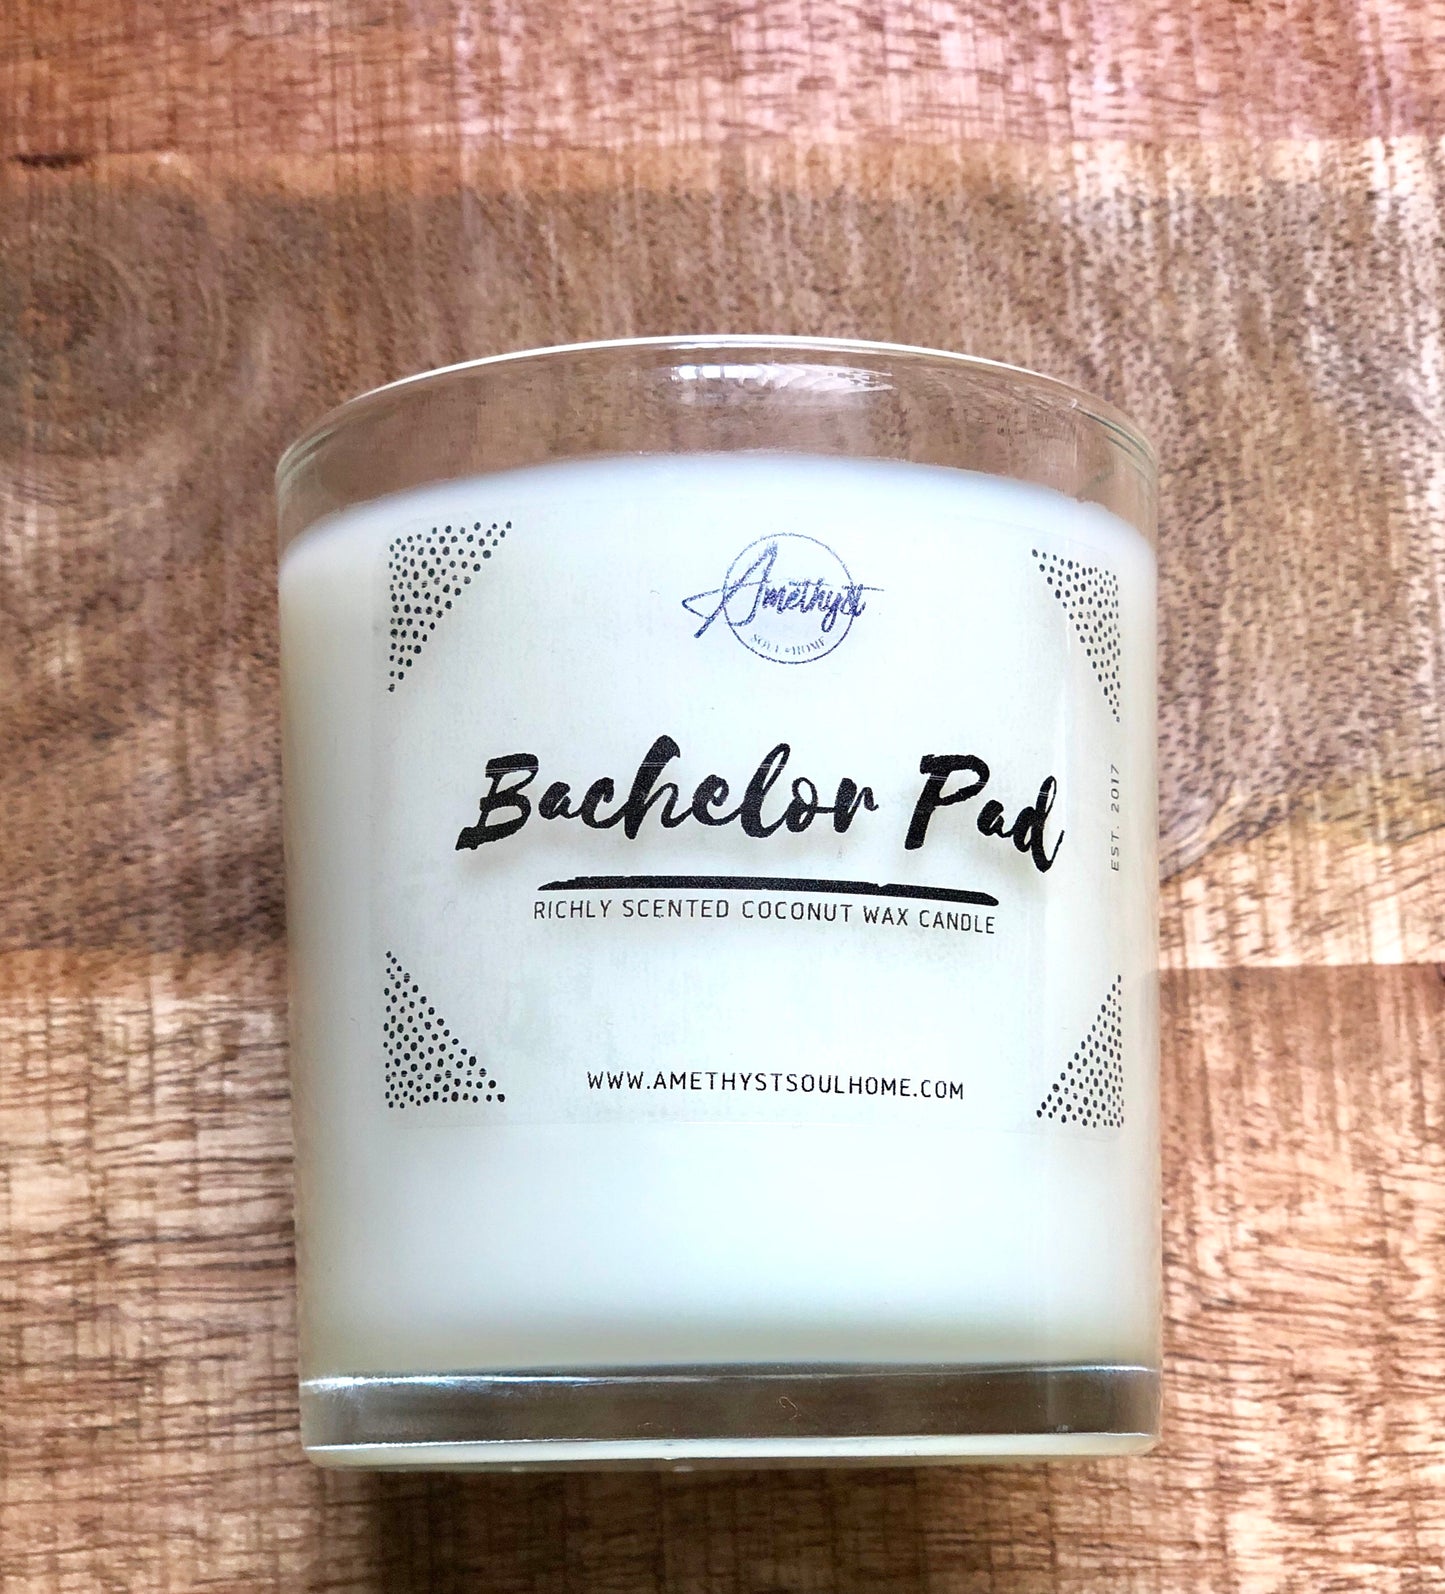 Amethyst
SOUL + HOME
Bachelor Pad
RICHLY SCENTED COCONUT WAX CANDLE
EST. 2017
WWW.AMETHYSTSOULHOME.COM